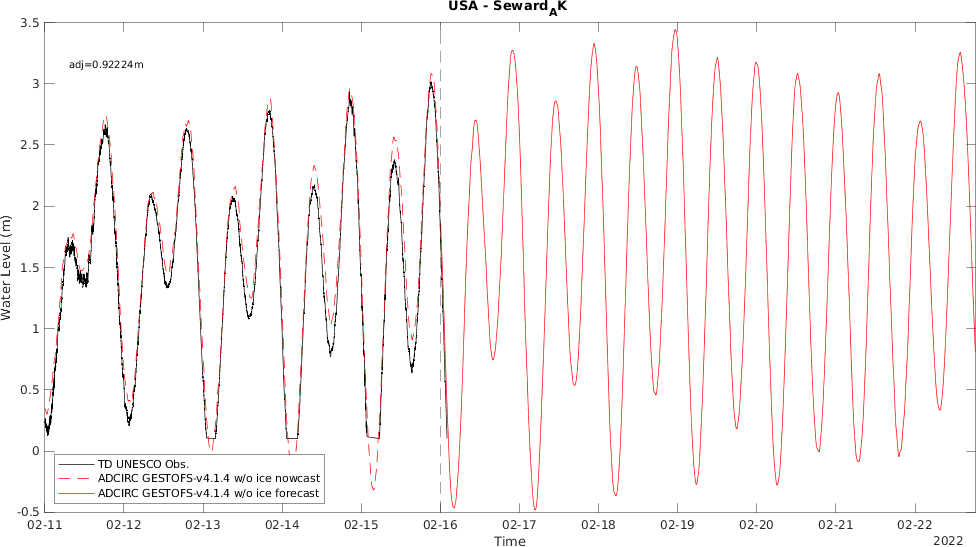 USA - Seward_AK
adj=0.92224m
3.5
3
2.5
2
1.5
1
0.5
0
-0.5
Water Level (m)
TD UNESCO Obs.
ADCIRC GESTOFS-v4.1.4 w/o ice nowcast
ADCIRC GESTOFS-v4.1.4 w/o ice forecast
02-11 02-12 02-13 02-14 02-15 02-16 02-17 02-18 02-19 02-20 02-21 02-22
Time
2022